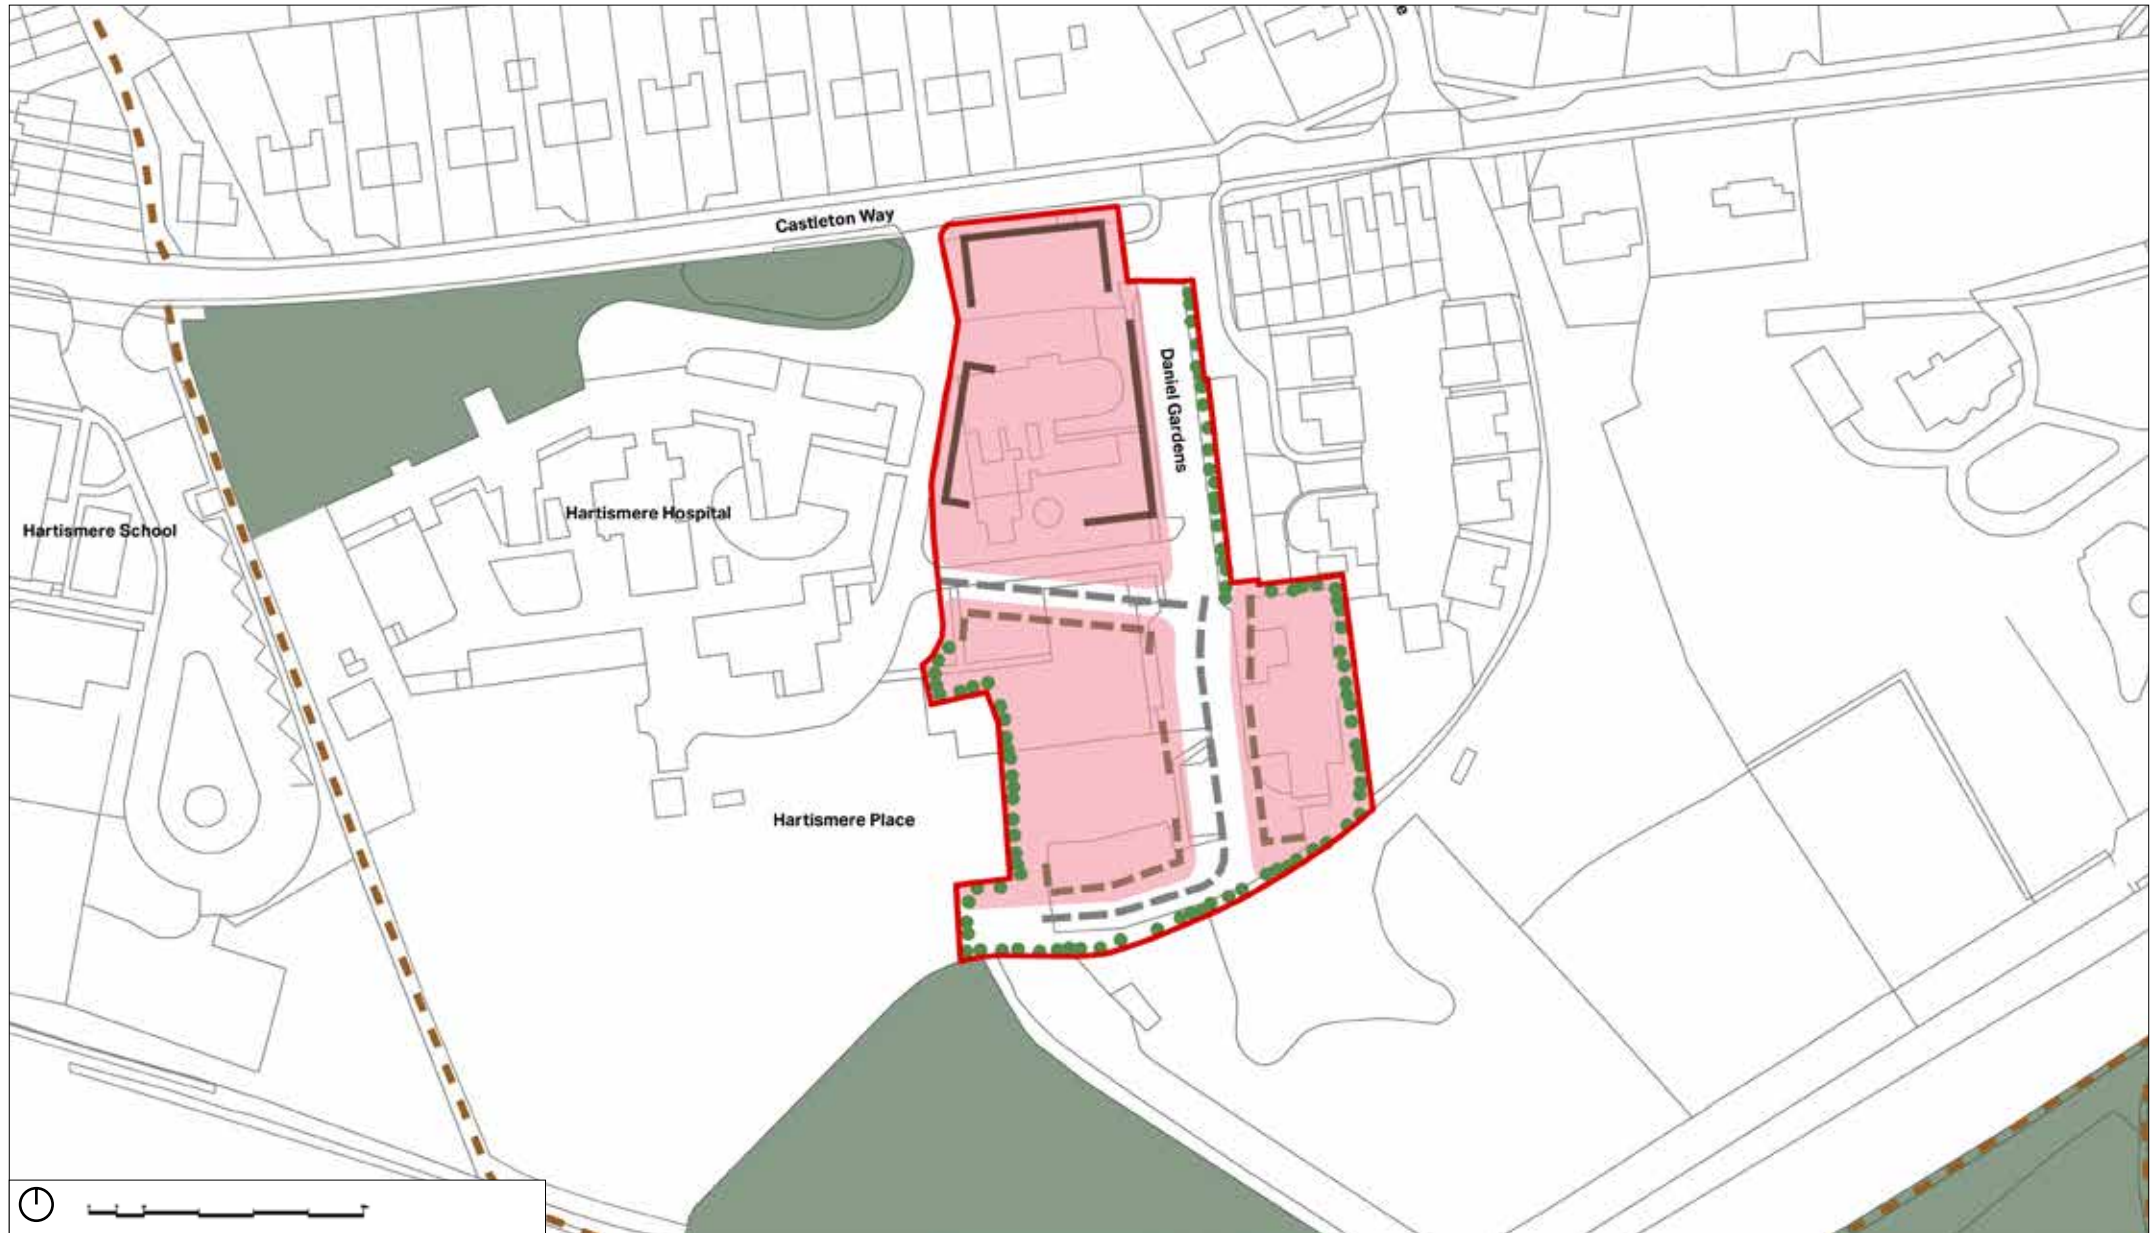 Castleton Way
Daniel Gardens
Hartismere School
Hartismere Hospital
Hartismere Place